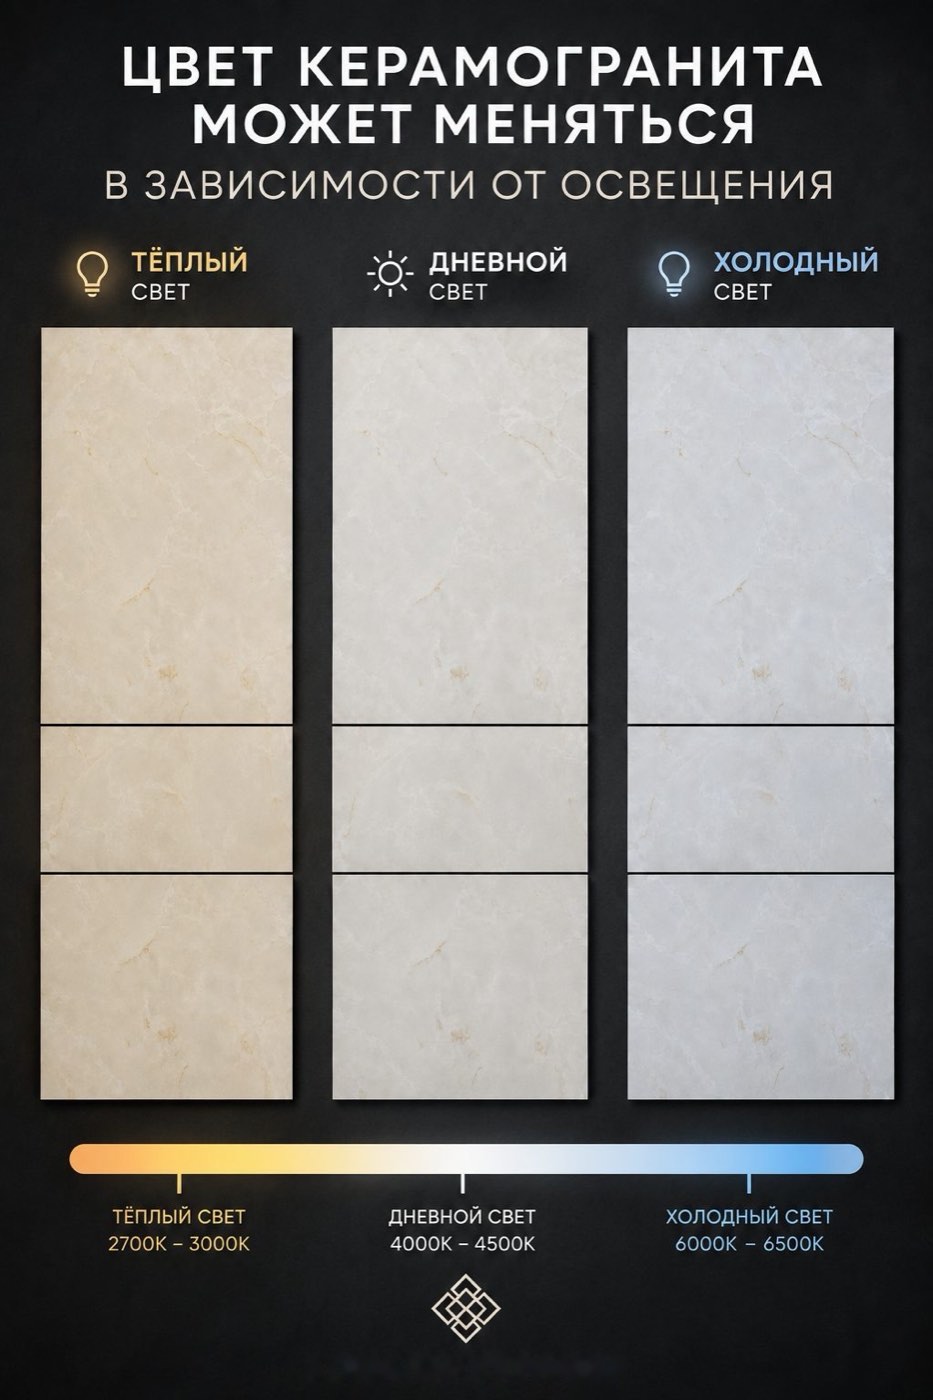 ЦВЕТ КЕРАМОГРАНИТА
МОЖЕТ МЕНЯТЬСЯ
В ЗАВИСИМОСТИ ОТ ОСВЕЩЕНИЯ
ТЁПЛЫЙ
СВЕТ
ДНЕВНОЙ
СВЕТ
ХОЛОДНЫЙ
СВЕТ
ТЁПЛЫЙ СВЕТ
2700K – 3000K
ДНЕВНОЙ СВЕТ
4000K – 4500K
ХОЛОДНЫЙ СВЕТ
6000K – 6500K